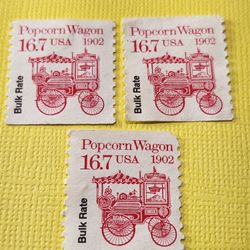 Popcorn Wagon
16.7 USA 1902
Bulk Rate
Popcorn Wagon
16.7 USA 1902
Bulk Rate
Popcorn Wagon
16.7 USA 1902
Bulk Rate